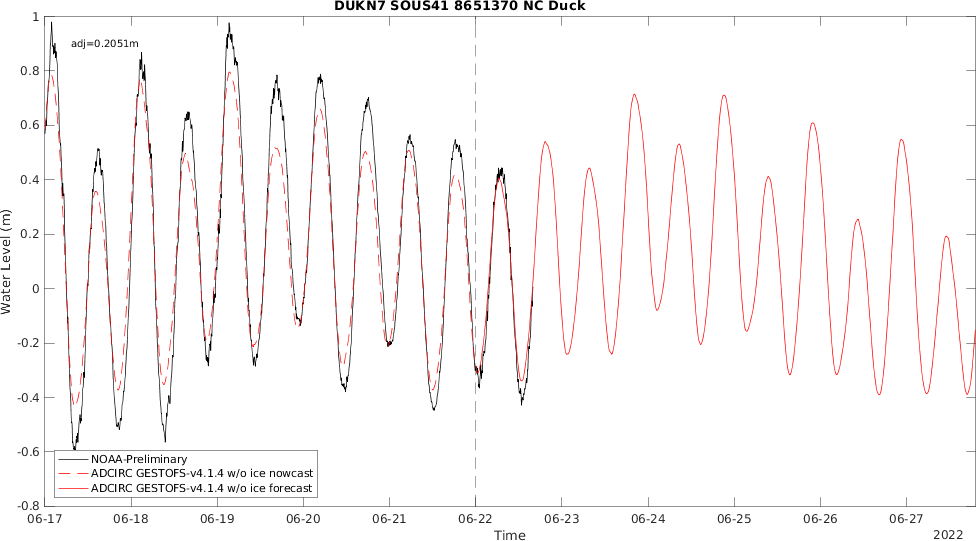 DUKN7 SOUS41 8651370 NC Duck
adj=0.2051m
1
0.8
0.6
0.4
0.2
0
-0.2
-0.4
-0.6
-0.8
Water Level (m)
NOAA-Preliminary
ADCIRC GESTOFS-v4.1.4 w/o ice nowcast
ADCIRC GESTOFS-v4.1.4 w/o ice forecast
06-17 06-18 06-19 06-20 06-21 06-22 06-23 06-24 06-25 06-26 06-27
Time
2022